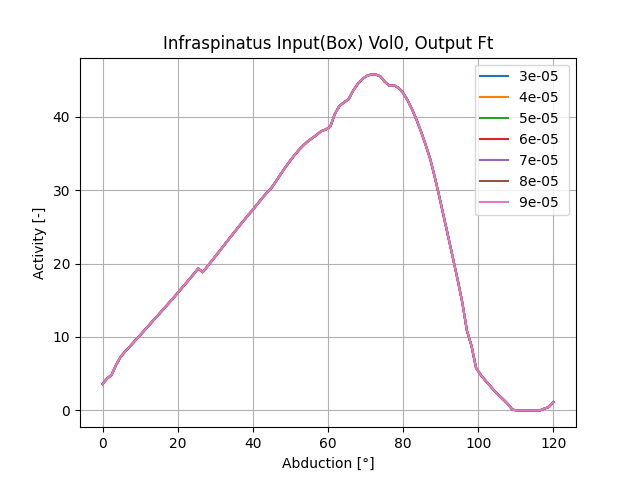 Infraspinatus Input(Box) Vol0, Output Ft
3e-05
4e-05
5e-05
6e-05
7e-05
8e-05
9e-05
Activity [-]
40
30
20
10
0
0 20 40 60 80 100 120
Abduction [°]